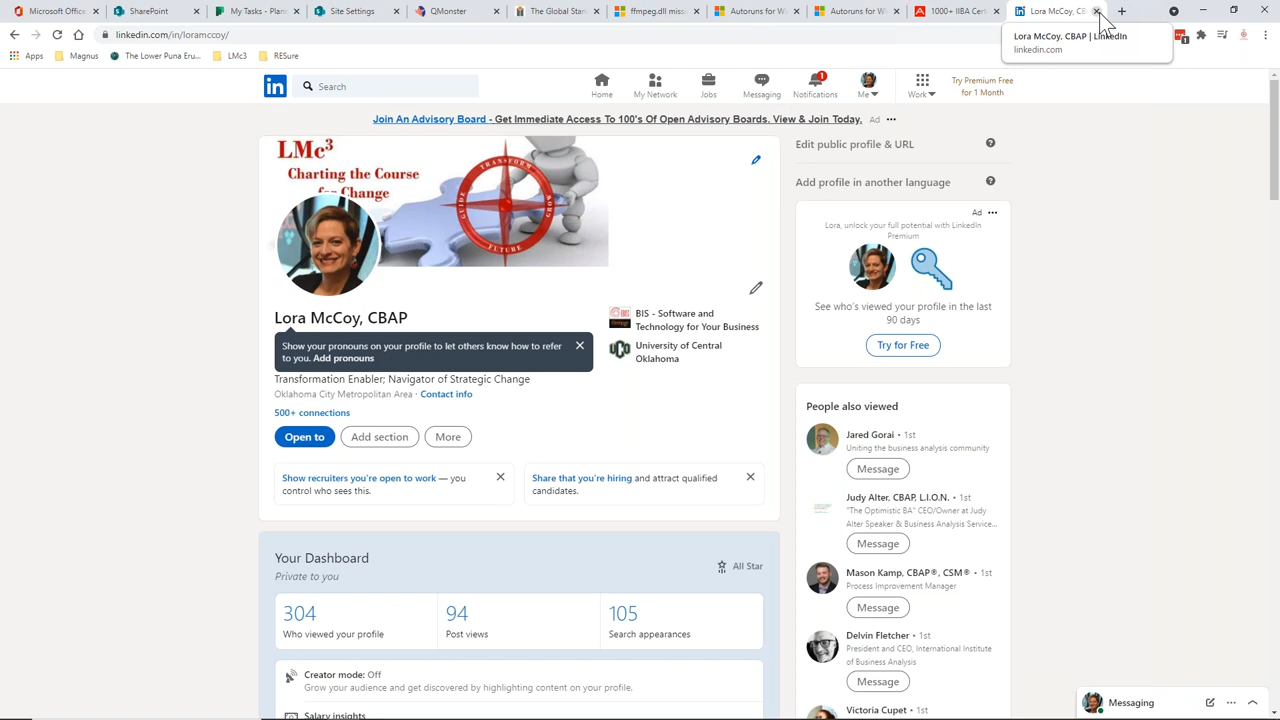 Microsoft Office
SharePoint
My Tasks - Plan
Site Settings
QMonster
The Global Stan
ffmpeg.dll miss
Autoruns for Wi
Autoruns for Wi
1000+ IIBA Cert
Lora McCoy, CB
linkedin.com/in/loramccoy/
Lora McCoy, CBAP | LinkedIn
linkedin.com
1
Apps
Magnus
The Lower Puna Eru...
LMc3
RESure
Search
Home
My Network
Jobs
Messaging
1
Notifications
Me
Work
Try Premium Free
for 1 Month
Join An Advisory Board - Get Immediate Access To 100's Of Open Advisory Boards. View & Join Today.
Ad
LMc³
Charting the Course
for Change
TRANSFORM
GUIDE
WORK
FUTURE
Lora McCoy, CBAP
Show your pronouns on your profile to let others know how to refer
to you. Add pronouns
Transformation Enabler; Navigator of Strategic Change
Oklahoma City Metropolitan Area · Contact info
500+ connections
Open to
Add section
More
BIS
BIS - Software and
Technology for Your Business
UCO
University of Central
Oklahoma
Show recruiters you're open to work — you
control who sees this.
Share that you're hiring and attract qualified
candidates.
Your Dashboard
Private to you
All Star
304
Who viewed your profile
94
Post views
105
Search appearances
Creator mode: Off
Grow your audience and get discovered by highlighting content on your profile.
Salary insights
Edit public profile & URL
Add profile in another language
Ad
Lora, unlock your full potential with LinkedIn
Premium
See who's viewed your profile in the last
90 days
Try for Free
People also viewed
Jared Gorai • 1st
Uniting the business analysis community
Message
Judy Alter, CBAP, L.I.O.N. • 1st
"The Optimistic BA" CEO/Owner at Judy
Alter Speaker & Business Analysis Service...
Message
Mason Kamp, CBAP®, CSM® • 1st
Process Improvement Manager
Message
Delvin Fletcher • 1st
President and CEO, International Institute
of Business Analysis
Message
Victoria Cupet • 1st
Messaging